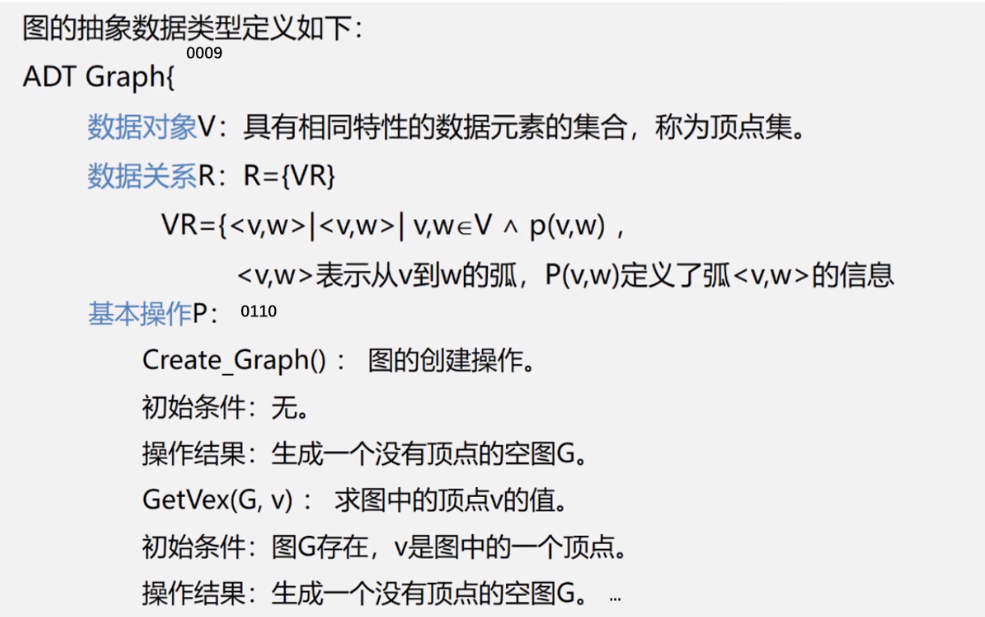 图的抽象数据类型定义如下：
0009
ADT Graph{
数据对象V：具有相同特性的数据元素的集合，称为顶点集。
数据关系R：R={VR}
VR={<v,w>|<v,w>| v,w∈V ∧ p(v,w) ,
<v,w>表示从v到w的弧，P(v,w)定义了弧<v,w>的信息
基本操作P： 0110
Create_Graph() : 图的创建操作。
初始条件：无。
操作结果：生成一个没有顶点的空图G。
GetVex(G, v) : 求图中的顶点v的值。
初始条件：图G存在，v是图中的一个顶点。
操作结果：生成一个没有顶点的空图G。 ...